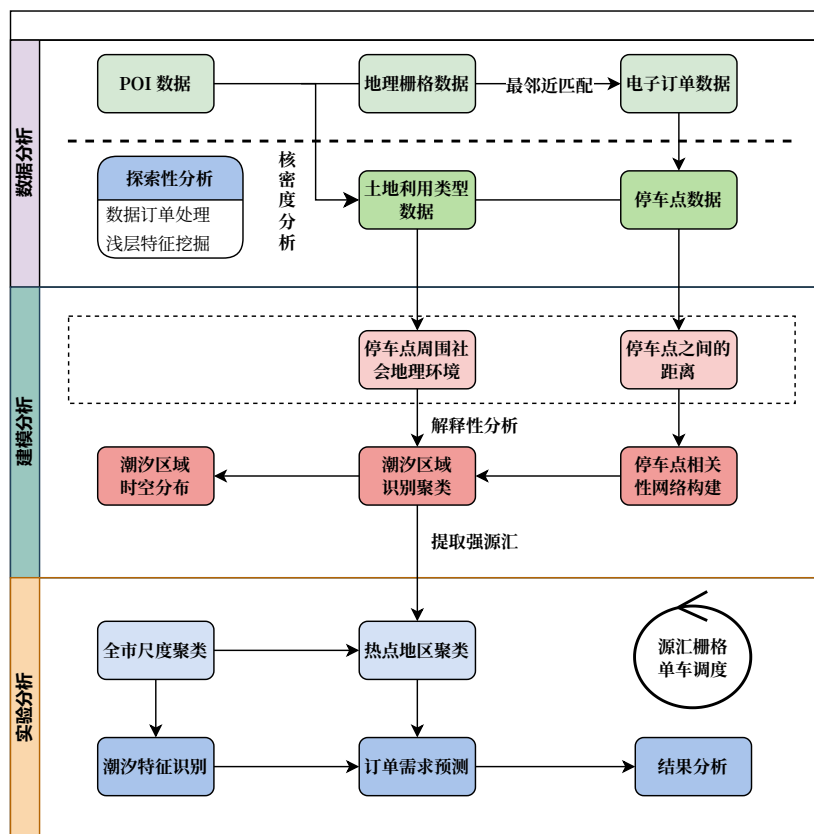 数据分析
POI 数据
地理栅格数据
最邻近匹配
电子订单数据
探索性分析
数据订单处理
浅层特征挖掘
核密度分析
土地利用类型
数据
停车点数据
建模分析
停车点周围社
会地理环境
停车点之间的
距离
解释性分析
潮汐区域
时空分布
潮汐区域
识别聚类
停车点相关
性网络构建
提取强源汇
实验分析
全市尺度聚类
热点地区聚类
源汇栅格
单车调度
潮汐特征识别
订单需求预测
结果分析